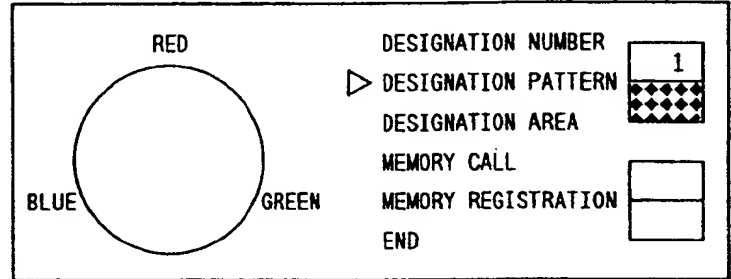 RED
BLUE
GREEN
DESIGNATION NUMBER
1
DESIGNATION PATTERN
DESIGNATION AREA
MEMORY CALL
MEMORY REGISTRATION
END